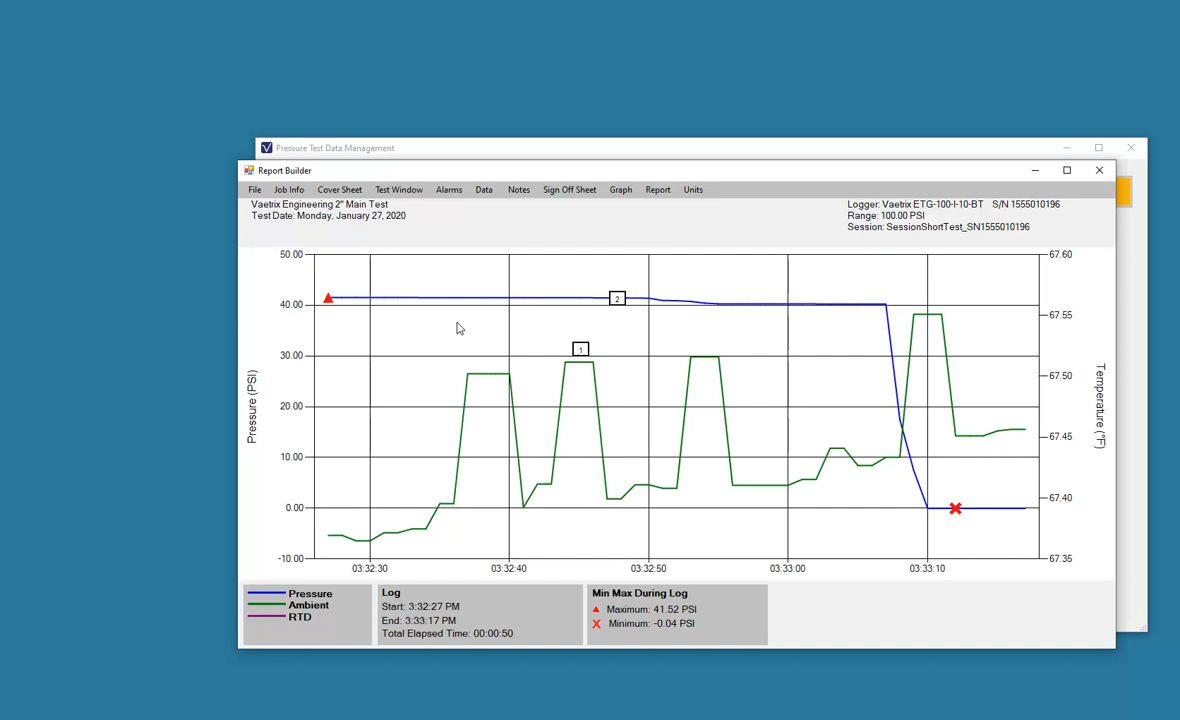 Pressure Test Data Management
Report Builder
File Job Info Cover Sheet Test Window Alarms Data Notes Sign Off Sheet Graph Report Units
Vaetrix Engineering 2" Main Test
Test Date: Monday, January 27, 2020
Logger: Vaetrix ETG-100-I-10-BT S/N 1555010196
Range: 100.00 PSI
Session: SessionShortTest_SN1555010196
50.00
40.00
30.00
20.00
10.00
0.00
-10.00
Pressure (PSI)
2
1
67.60
67.55
67.50
67.45
67.40
67.35
Temperature (°F)
03:32:30 03:32:40 03:32:50 03:33:00 03:33:10
Pressure
Ambient
RTD
Log
Start: 3:32:27 PM
End: 3:33:17 PM
Total Elapsed Time: 00:00:50
Min Max During Log
Maximum: 41.52 PSI
Minimum: -0.04 PSI